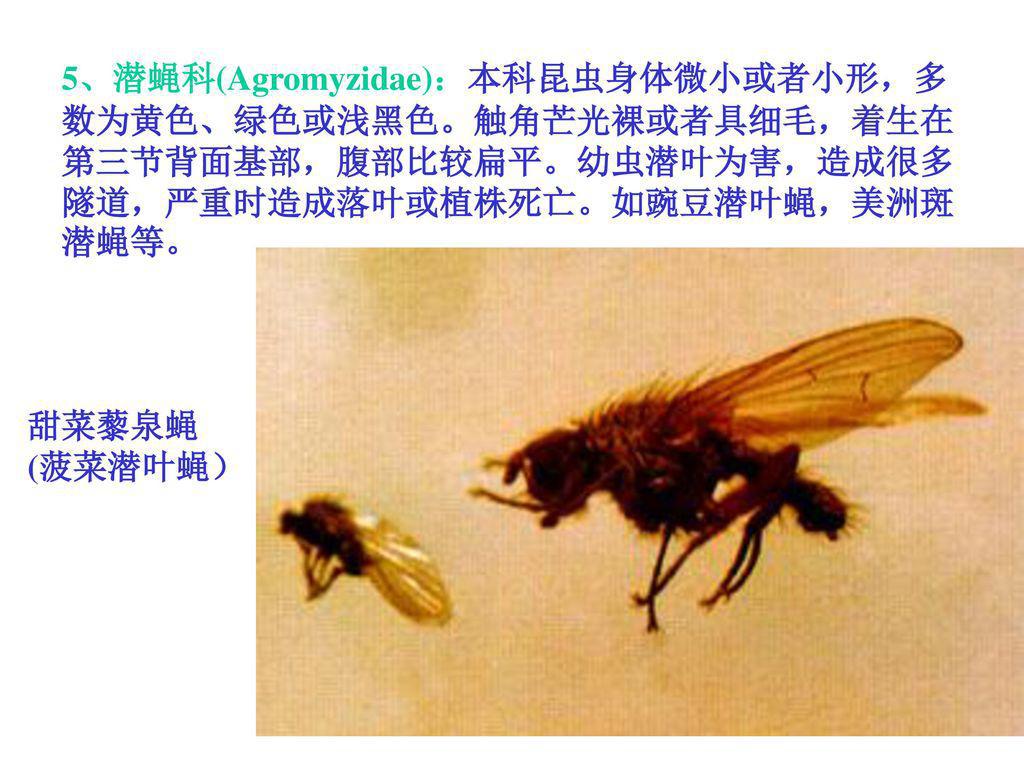 5、潜蝇科(Agromyzidae)：本科昆虫身体微小或者小形，多
数为黄色、绿色或浅黑色。触角芒光裸或者具细毛，着生在
第三节背面基部，腹部比较扁平。幼虫潜叶为害，造成很多
隧道，严重时造成落叶或植株死亡。如豌豆潜叶蝇，美洲斑
潜蝇等。
甜菜藜泉蝇
(菠菜潜叶蝇）